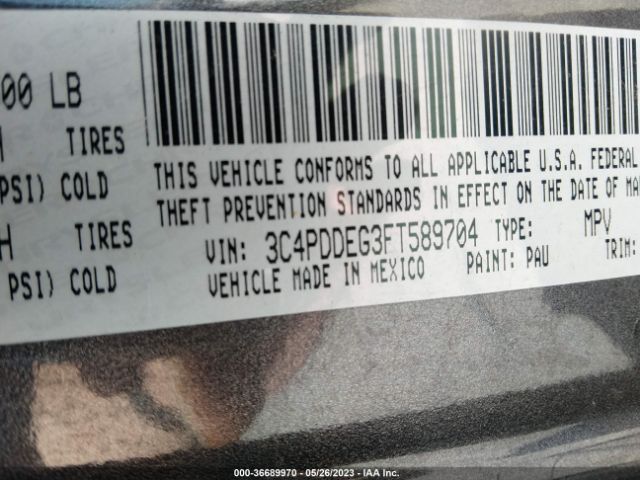 00 LB
TIRES
PSI) COLD
H
PSI) COLD
THIS VEHICLE CONFORMS TO ALL APPLICABLE U.S.A. FEDERAL
THEFT PREVENTION STANDARDS IN EFFECT ON THE DATE OF MA
VIN: 3C4PDDEG3FT589704 TYPE: MPV
VEHICLE MADE IN MEXICO PAINT: PAU TRIM:
TIRES
000-36689970 - 05/26/2023 - IAA Inc.